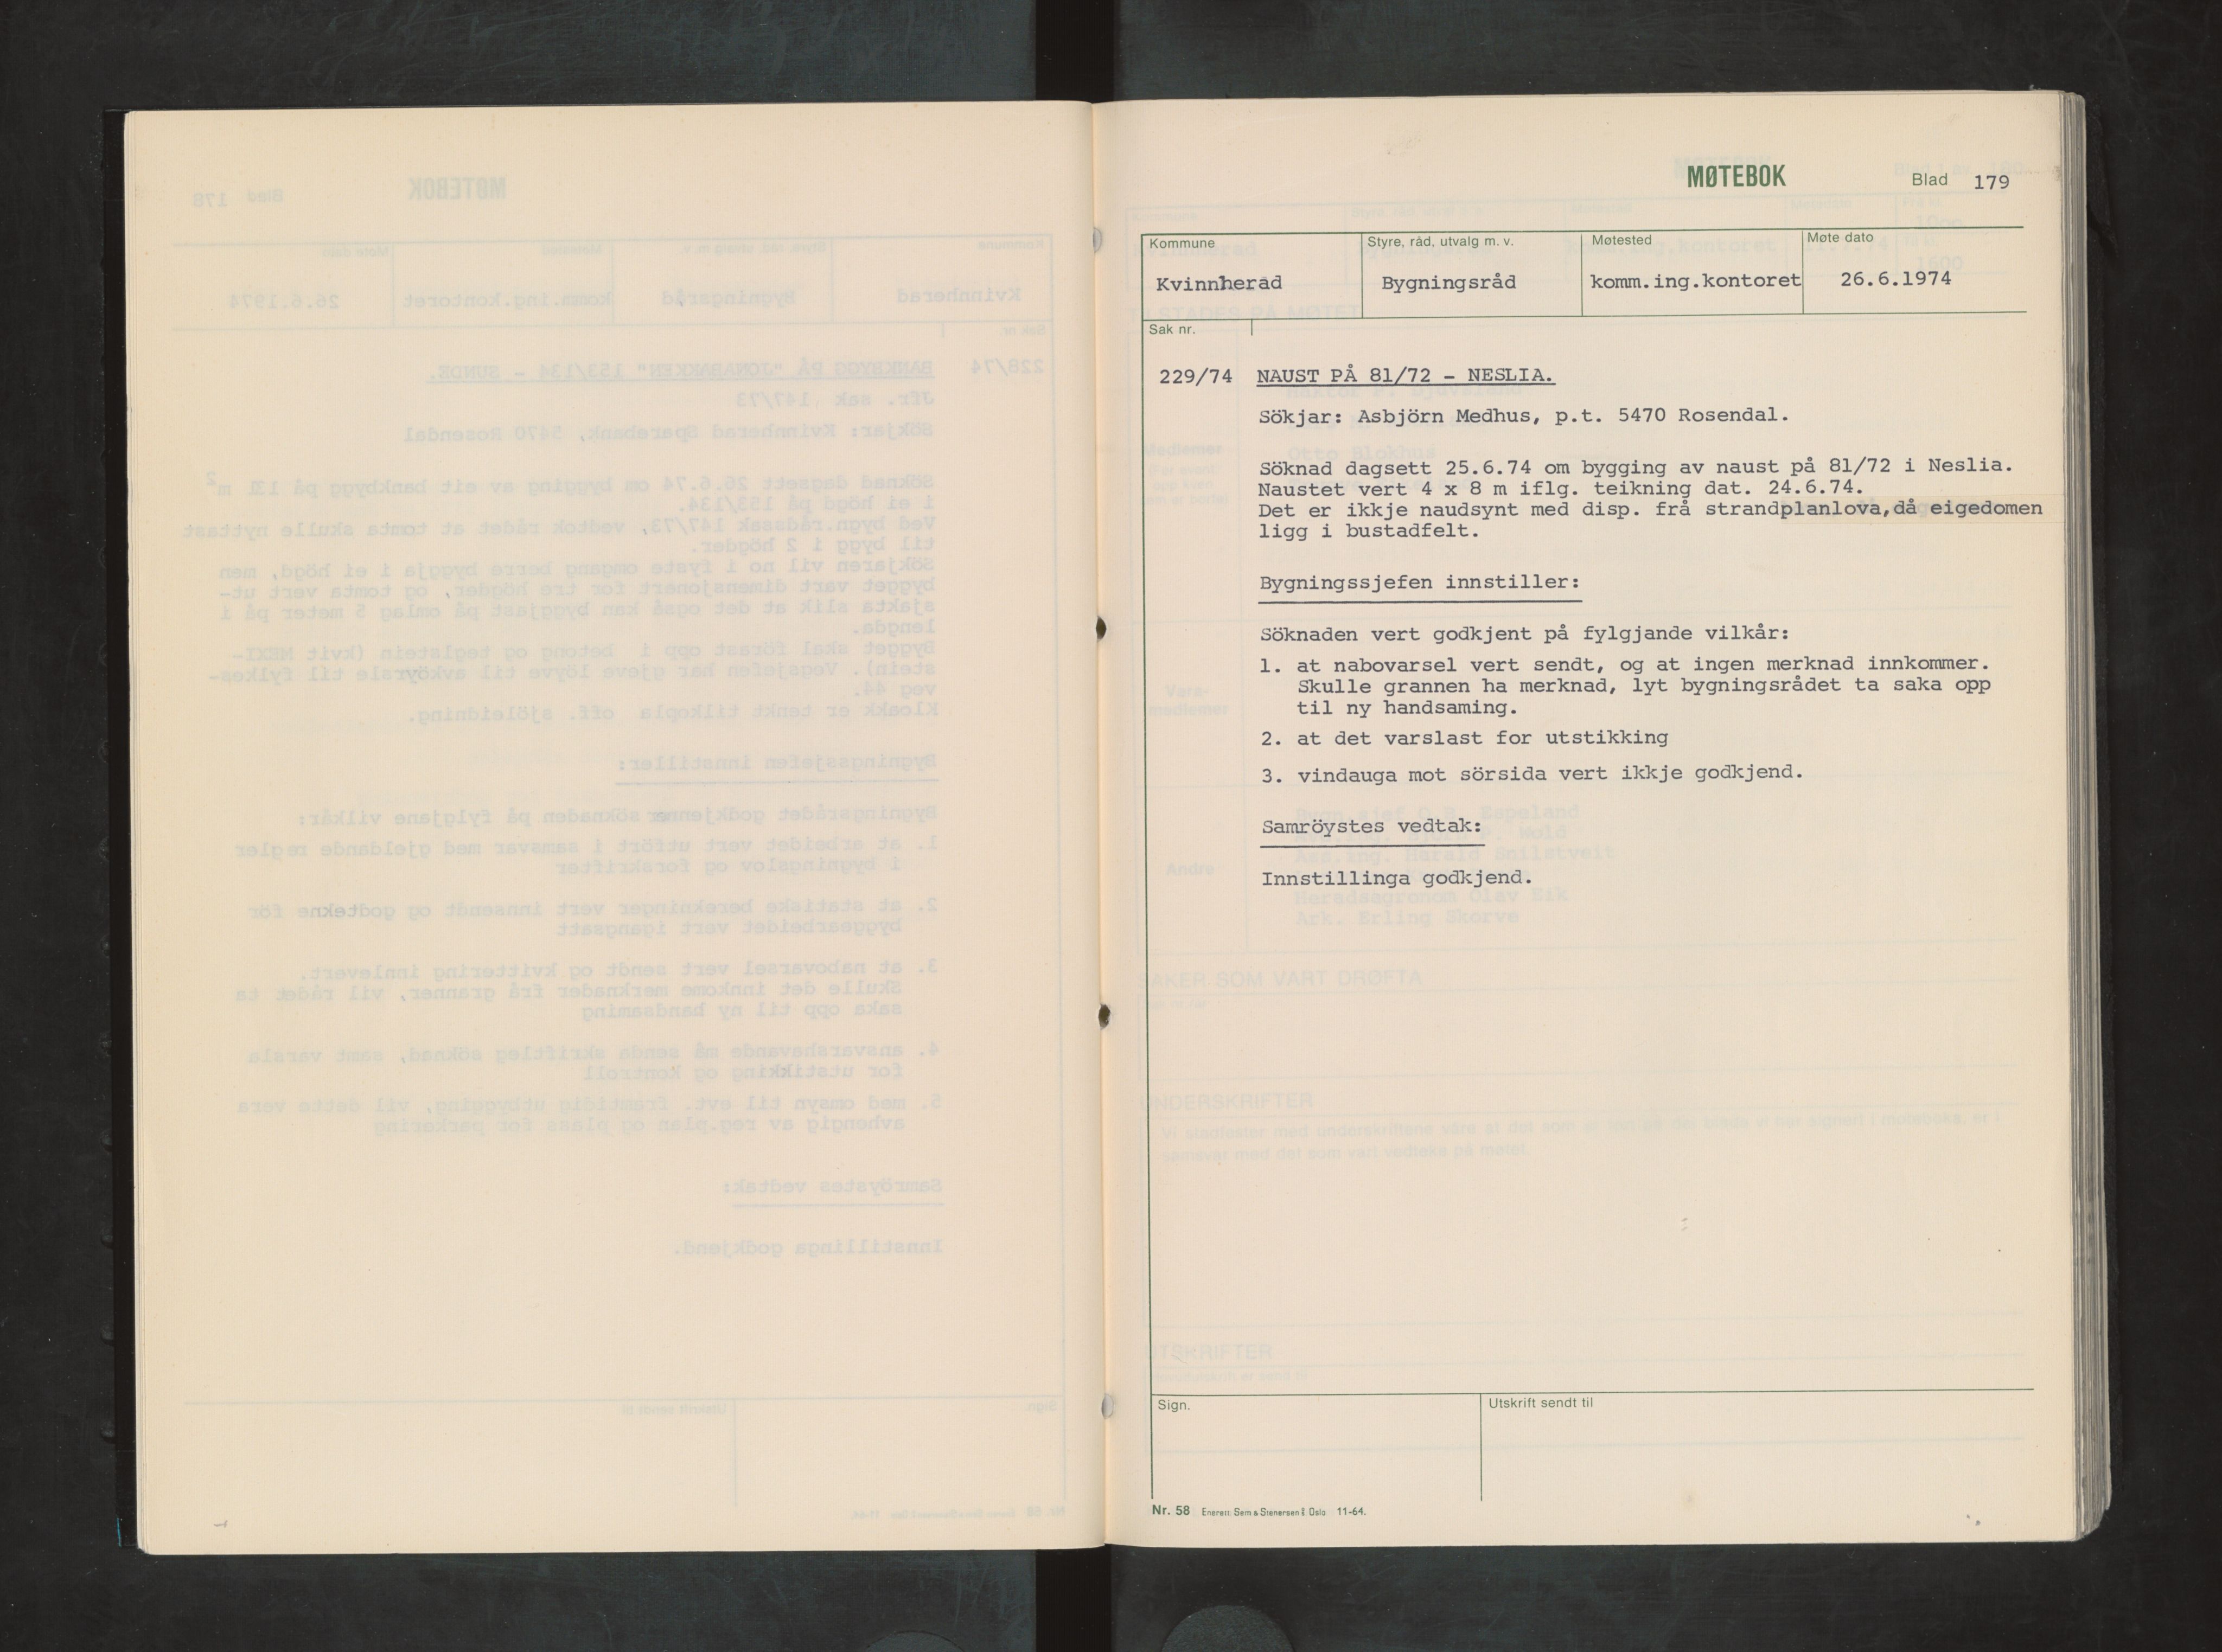 MØTEBOK
Blad 179
Kommune
Kvinnherad
Styre, råd, utvalg m. v.
Bygningsråd
Møtested
komm.ing.kontoret
Møte dato
26.6.1974
Sak nr.
229/74 NAUST PÅ 81/72 - NESLIA.
Sökjar: Asbjörn Medhus, p.t. 5470 Rosendal.
Söknad dagsett 25.6.74 om bygging av naust på 81/72 i Neslia.
Naustet vert 4 x 8 m iflg. teikning dat. 24.6.74.
Det er ikkje naudsynt med disp. frå strandplanlova,då eigedomen
ligg i bustadfelt.
Bygningssjefen innstiller:
Söknaden vert godkjent på fylgjande vilkår:
1. at nabovarsel vert sendt, og at ingen merknad innkommer.
Skulle grannen ha merknad, lyt bygningsrådet ta saka opp
til ny handsaming.
2. at det varslast for utstikking
3. vindauga mot sörsida vert ikkje godkjend.
Samröystes vedtak:
Innstillinga godkjend.
Sign.
Utskrift sendt til
Nr. 58 Enerett: Sem & Stenersen % Oslo 11-64.